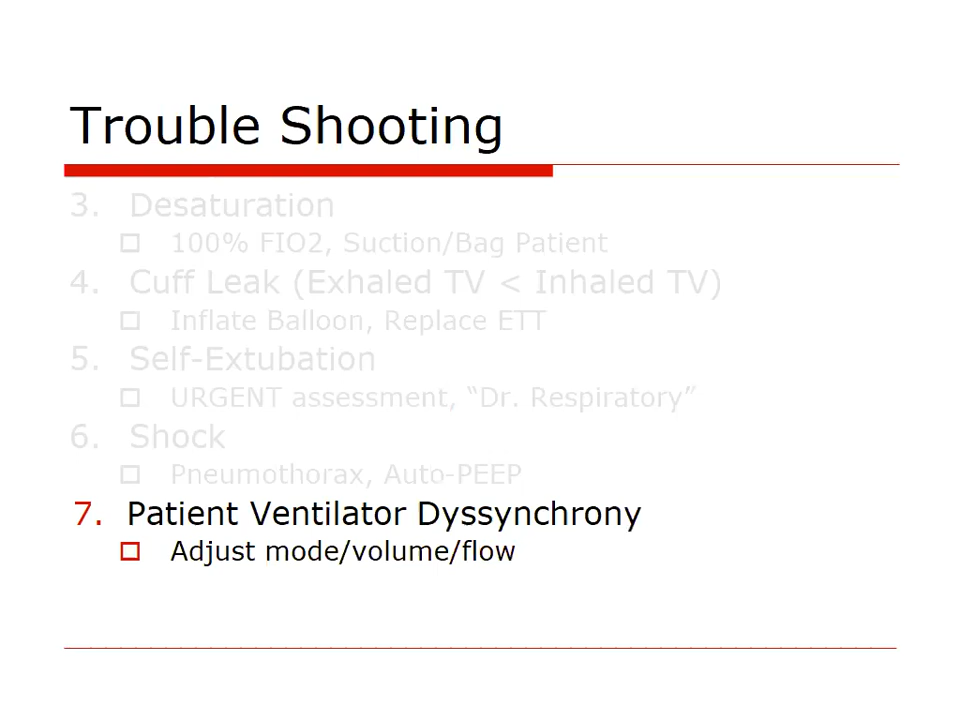 Trouble Shooting
3. Desaturation
100% FIO2, Suction/Bag Patient
4. Cuff Leak (Exhaled TV < Inhaled TV)
Inflate Balloon, Replace ETT
5. Self-Extubation
URGENT assessment, “Dr. Respiratory”
6. Shock
Pneumothorax, Auto-PEEP
7. Patient Ventilator Dyssynchrony
Adjust mode/volume/flow